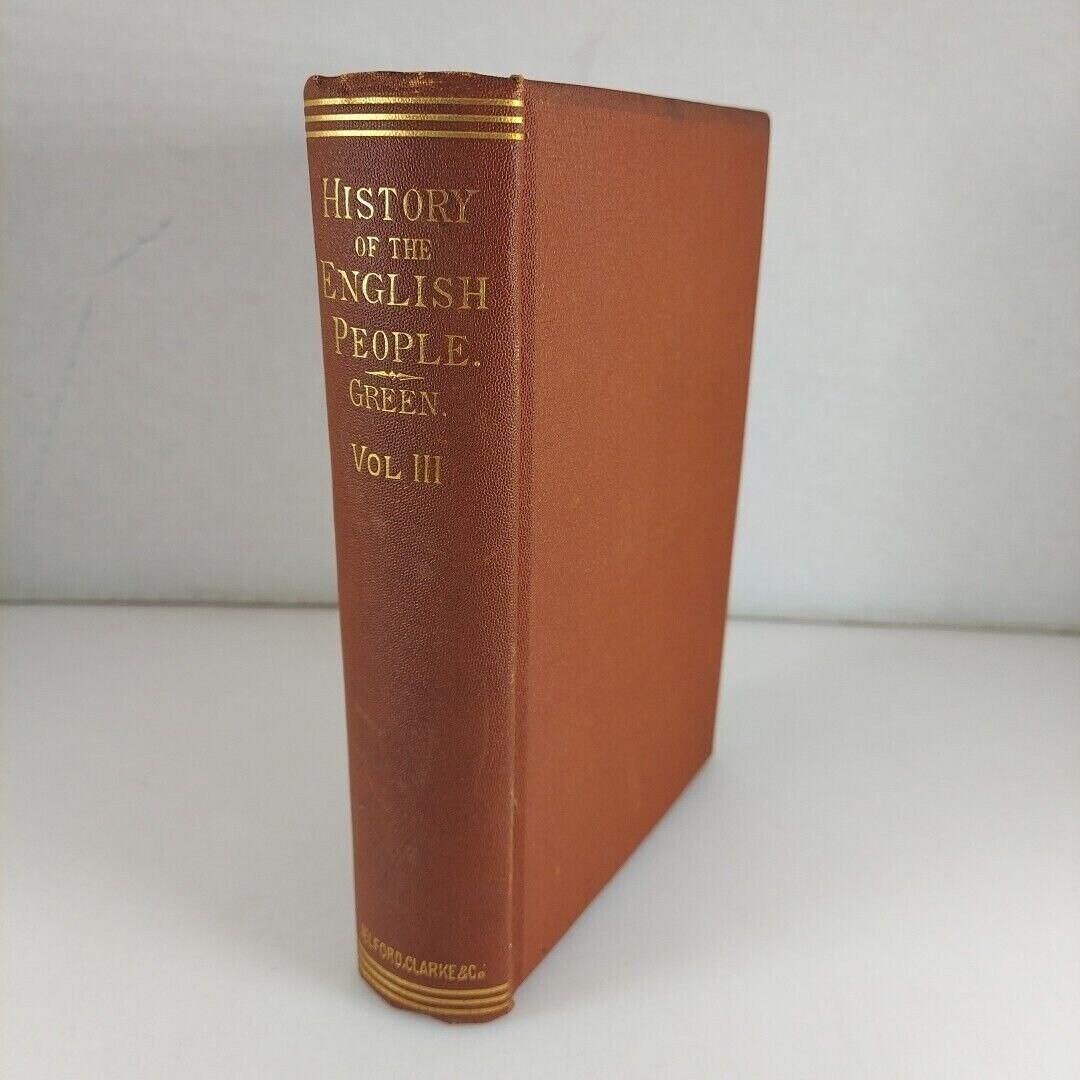 HISTORY
OF THE
ENGLISH
PEOPLE.
GREEN.
VOL III
BELFORD, CLARKE & Co.